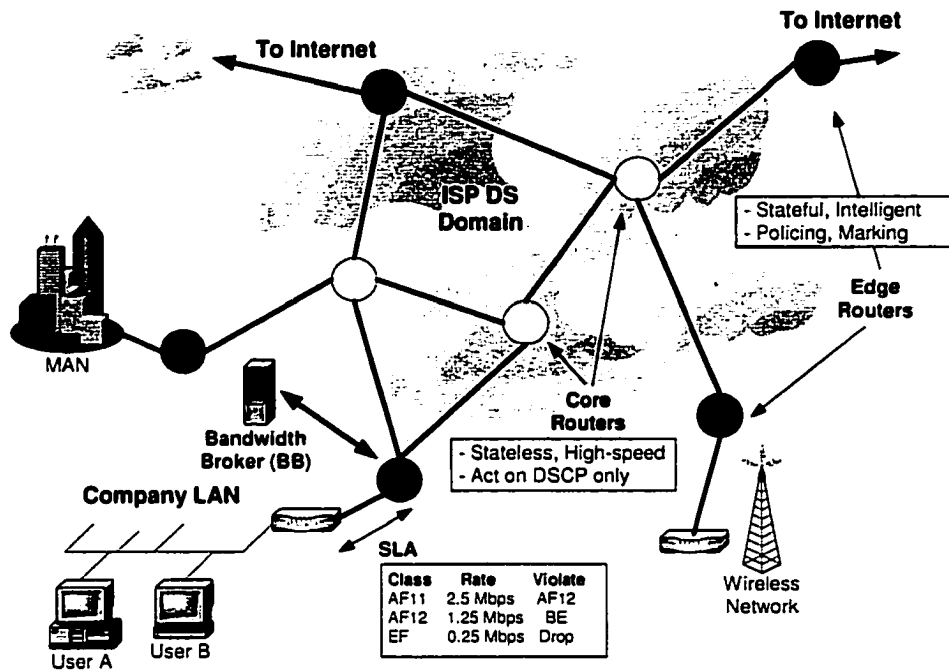 To Internet
To Internet
ISP DS
Domain
- Stateful, Intelligent
- Policing, Marking
Edge
Routers
MAN
Core
Routers
Bandwidth
Broker (BB)
- Stateless, High-speed
- Act on DSCP only
Company LAN
SLA
Class Rate Violate
AF11 2.5 Mbps AF12
AF12 1.25 Mbps BE
EF 0.25 Mbps Drop
Wireless
Network
User A
User B